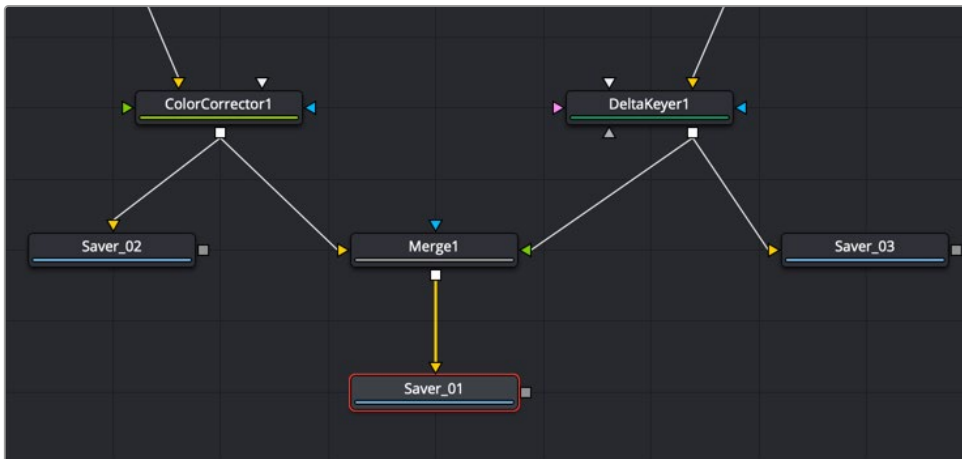 ColorCorrector1
DeltaKeyer1
Saver_02
Merge1
Saver_03
Saver_01